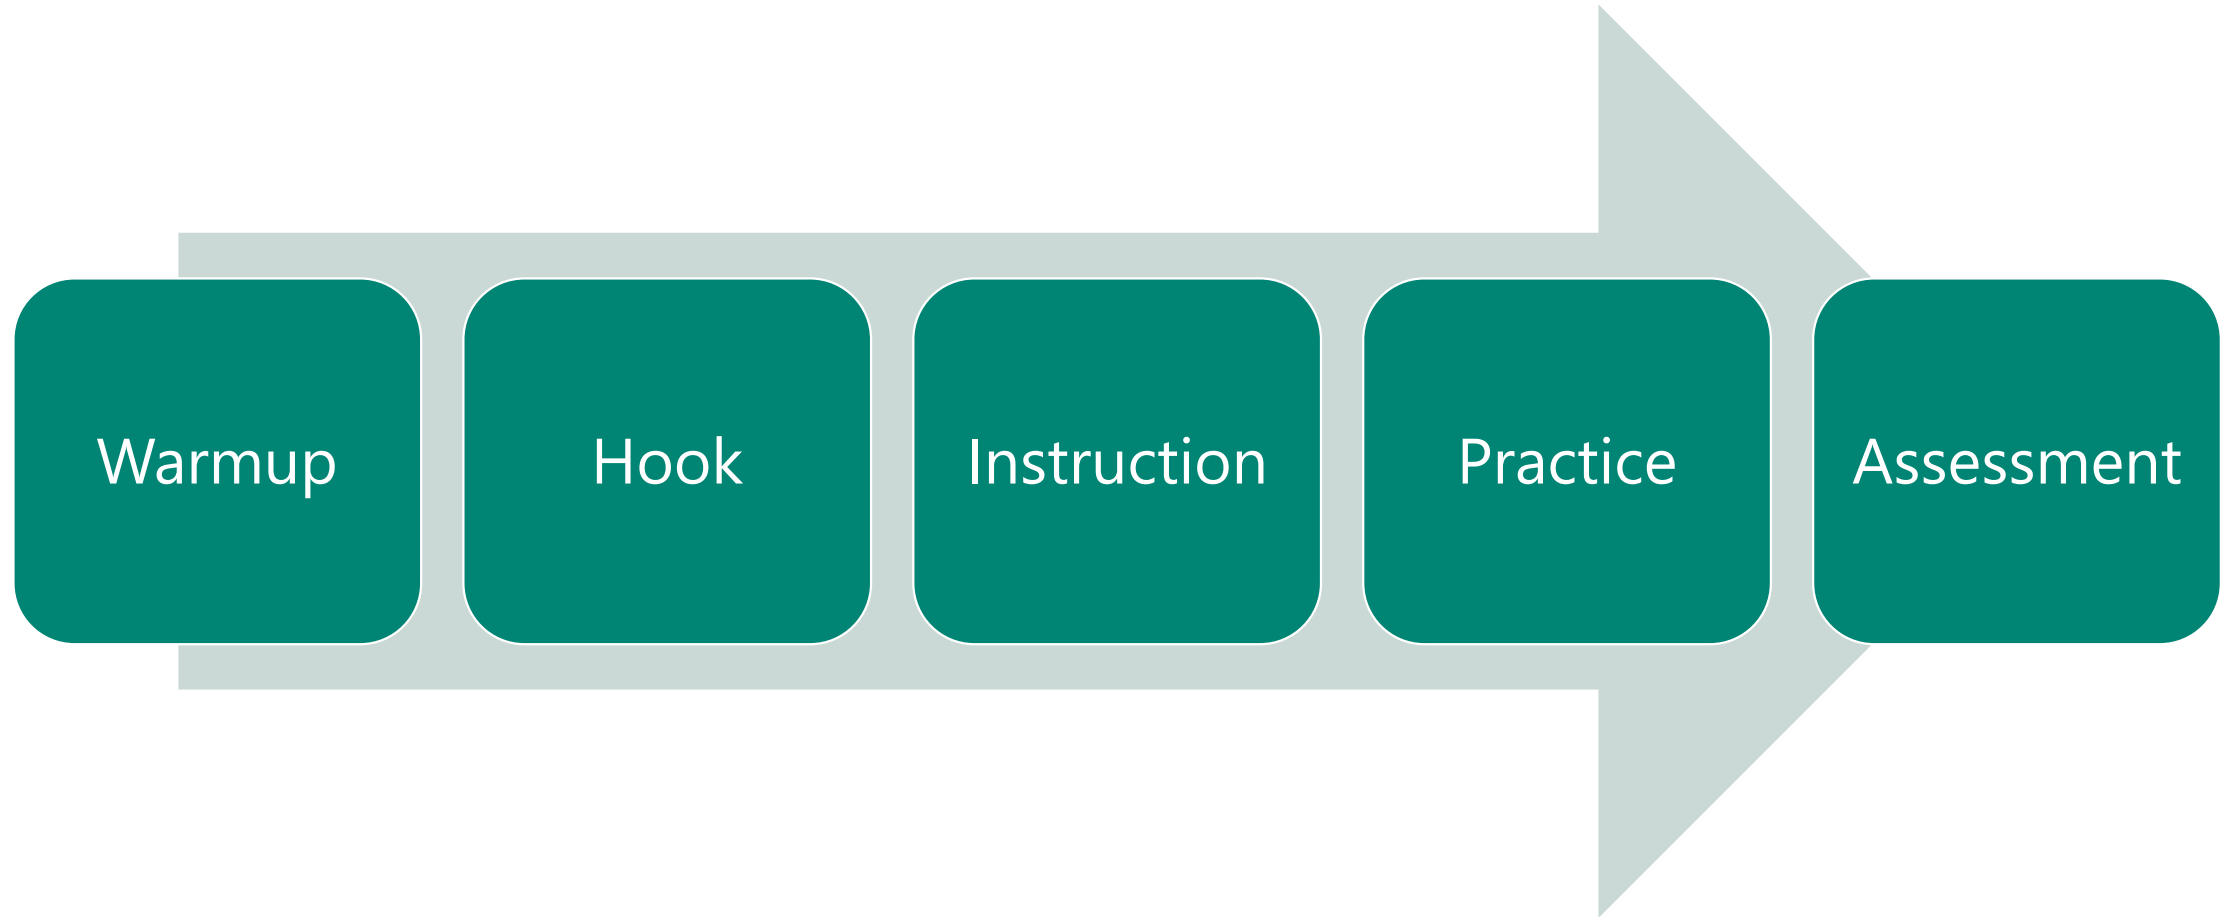 Warmup
Hook
Instruction
Practice
Assessment